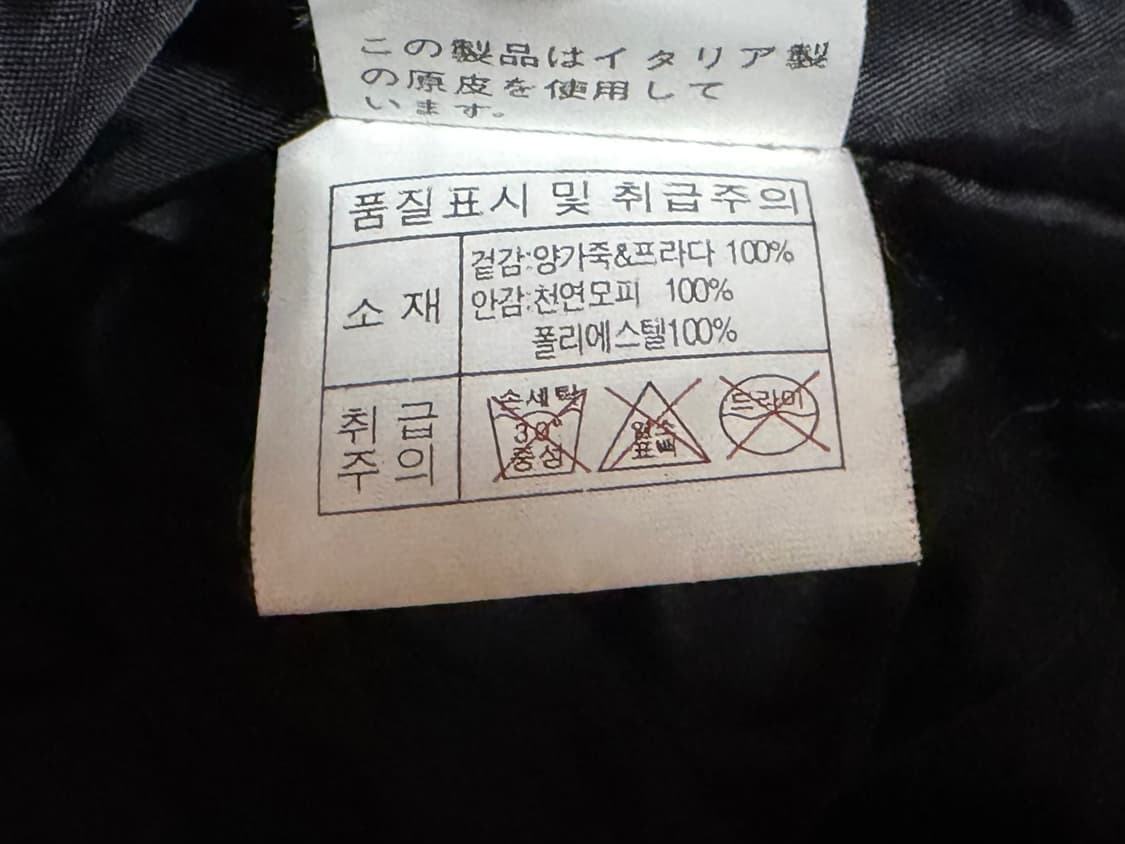 この製品はイタリア製
の原皮を使用して
います。
품질표시 및 취급주의
소 재
겉감:양가죽&프라다 100%
안감:천연모피 100%
폴리에스텔100%
취 급
주 의
손세탁
30°
중성
염소
표백
드라이